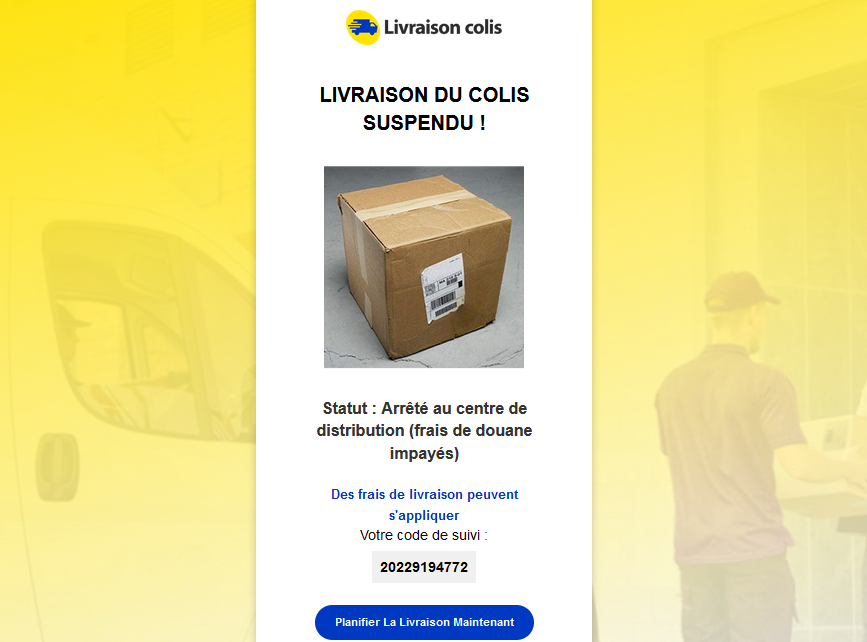 Livraison colis
LIVRAISON DU COLIS
SUSPENDU !
Statut : Arrêté au centre de
distribution (frais de douane
impayés)
Des frais de livraison peuvent
s'appliquer
Votre code de suivi :
20229194772
Planifier La Livraison Maintenant